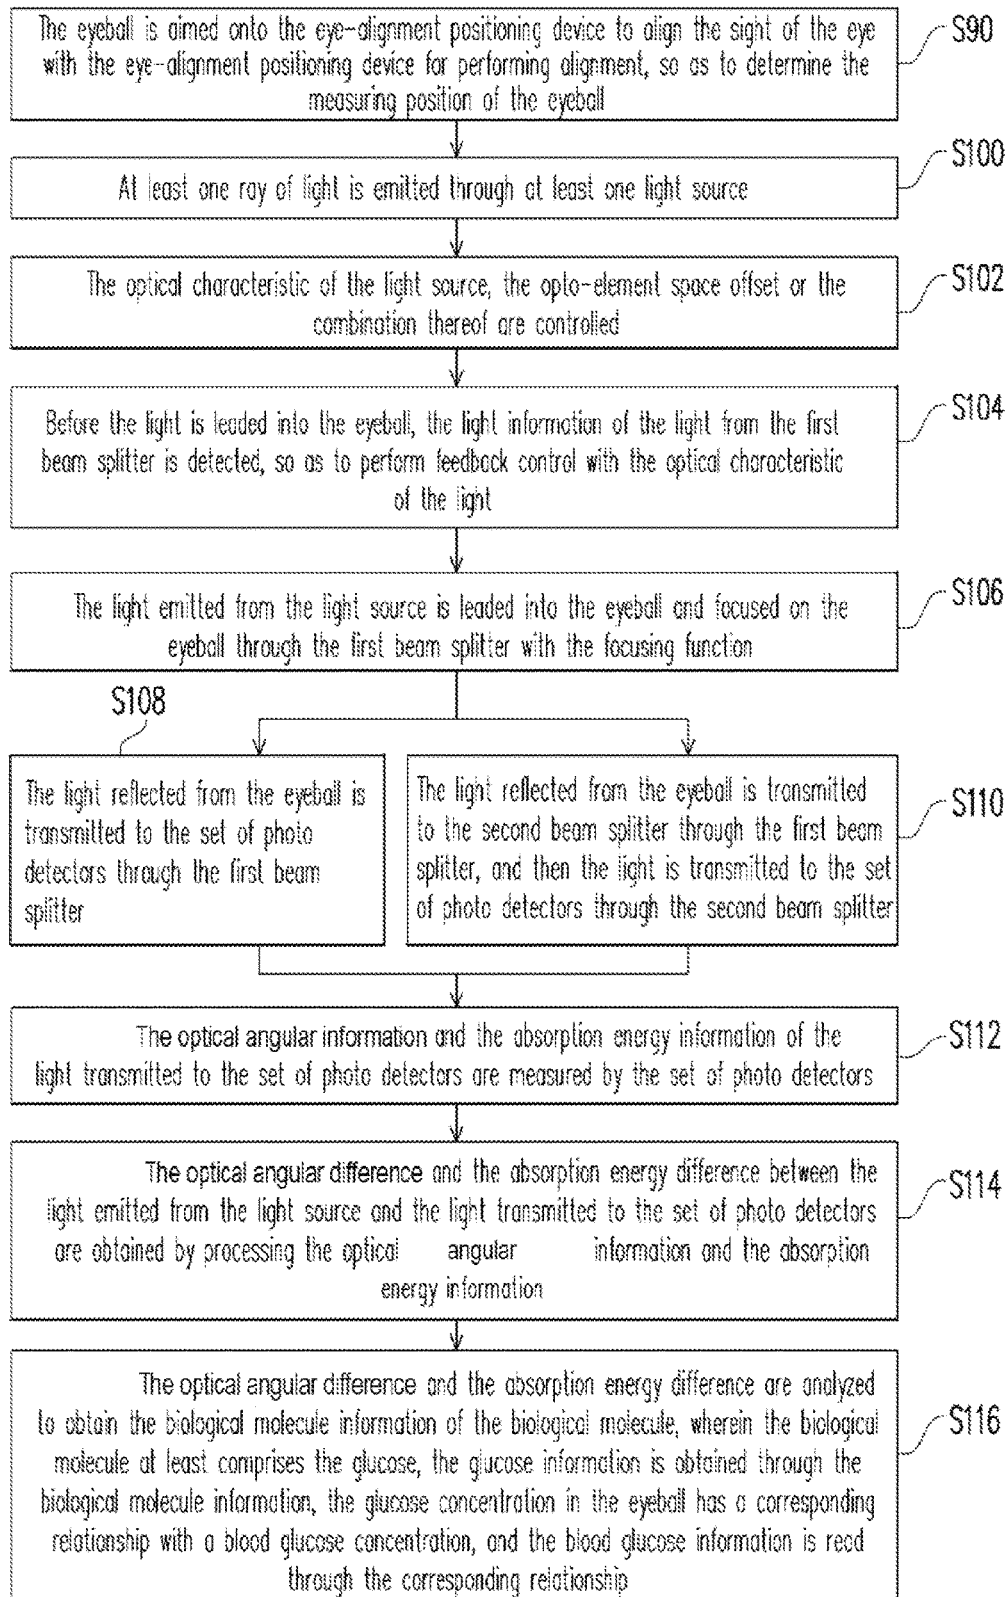 The eyeball is aimed onto the eye-alignment positioning device to align the sight of the eye
with the eye-alignment positioning device for performing alignment, so as to determine the
measuring position of the eyeball
S90
At least one ray of light is emitted through at least one light source
S100
The optical characteristic of the light source, the opto-element space offset or the
combination thereof are controlled
S102
Before the light is leaded into the eyeball, the light information of the light from the first
beam splitter is detected, so as to perform feedback control with the optical characteristic
of the light
S104
The light emitted from the light source is leaded into the eyeball and focused on the
eyeball through the first beam splitter with the focusing function
S106
S108
The light reflected from the eyeball is
transmitted to the set of photo
detectors through the first beam
splitter
The light reflected from the eyeball is transmitted
to the second beam splitter through the first beam
splitter, and then the light is transmitted to the set
of photo detectors through the second beam splitter
S110
The optical angular information and the absorption energy information of the
light transmitted to the set of photo detectors are measured by the set of photo detectors
S112
The optical angular difference and the absorption energy difference between the
light emitted from the light source and the light transmitted to the set of photo detectors
are obtained by processing the optical angular information and the absorption
energy information
S114
The optical angular difference and the absorption energy difference are analyzed
to obtain the biological molecule information of the biological molecule, wherein the biological
molecule at least comprises the glucose, the glucose information is obtained through the
biological molecule information, the glucose concentration in the eyeball has a corresponding
relationship with a blood glucose concentration, and the blood glucose information is read
through the corresponding relationship
S116